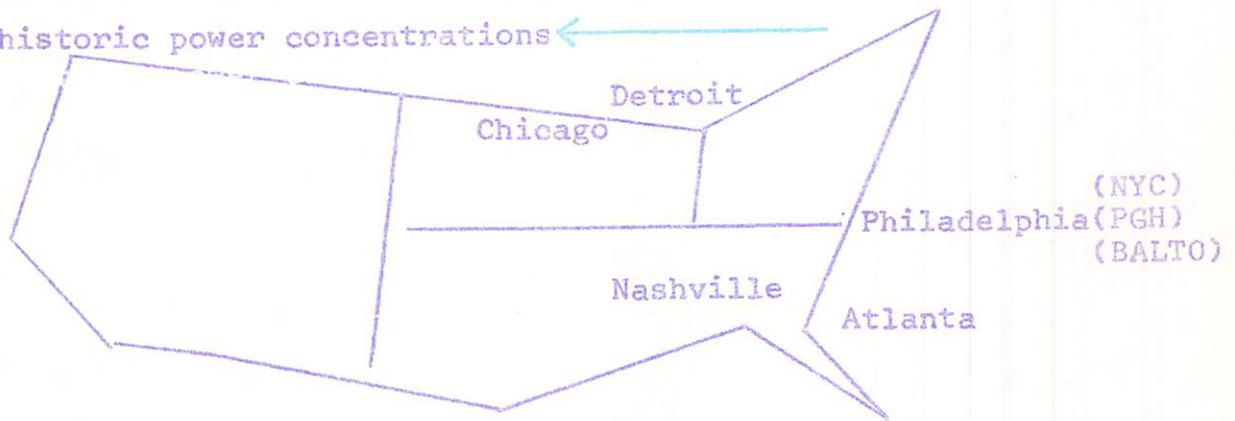 historic power concentrations
Detroit
Chicago
(NYC)
Philadelphia(PGH)
(BALTO)
Nashville
Atlanta